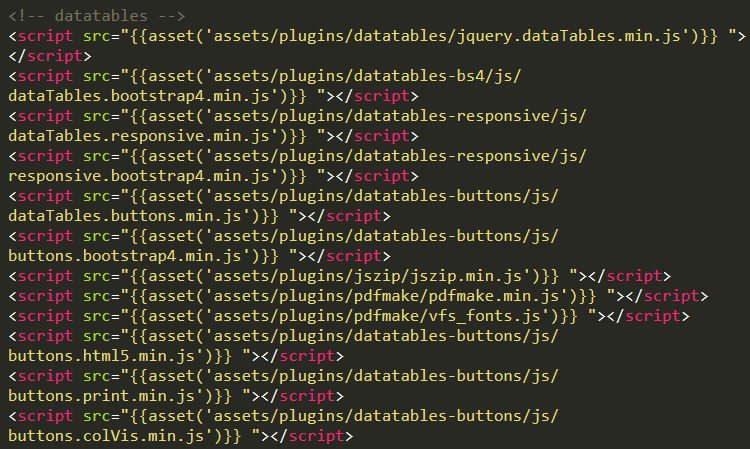 <!-- datatables -->
<script src="{{asset('assets/plugins/datatables/jquery.dataTables.min.js')}} ">
</script>
<script src="{{asset('assets/plugins/datatables-bs4/js/
dataTables.bootstrap4.min.js')}} "></script>
<script src="{{asset('assets/plugins/datatables-responsive/js/
dataTables.responsive.min.js')}} "></script>
<script src="{{asset('assets/plugins/datatables-responsive/js/
responsive.bootstrap4.min.js')}} "></script>
<script src="{{asset('assets/plugins/datatables-buttons/js/
dataTables.buttons.min.js')}} "></script>
<script src="{{asset('assets/plugins/datatables-buttons/js/
buttons.bootstrap4.min.js')}} "></script>
<script src="{{asset('assets/plugins/jszip/jszip.min.js')}} "></script>
<script src="{{asset('assets/plugins/pdfmake/pdfmake.min.js')}} "></script>
<script src="{{asset('assets/plugins/pdfmake/vfs_fonts.js')}} "></script>
<script src="{{asset('assets/plugins/datatables-buttons/js/
buttons.html5.min.js')}} "></script>
<script src="{{asset('assets/plugins/datatables-buttons/js/
buttons.print.min.js')}} "></script>
<script src="{{asset('assets/plugins/datatables-buttons/js/
buttons.colVis.min.js')}} "></script>